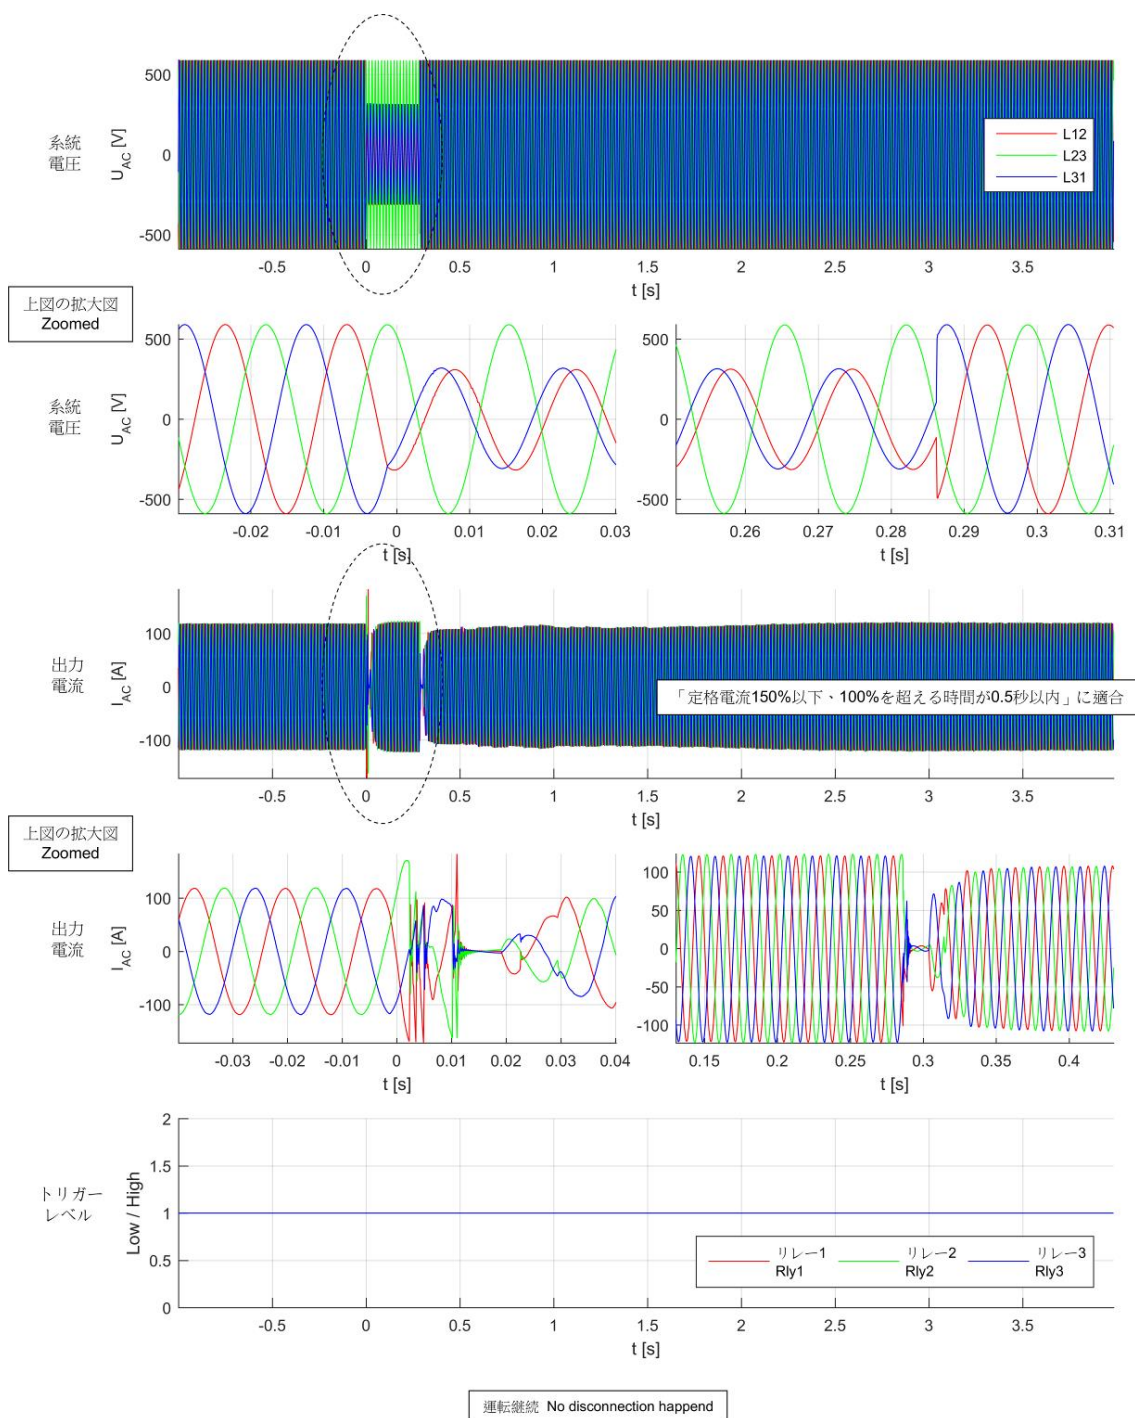 500
0
-500
系統
電圧
U_AC [V]
L12
L23
L31
-0.5 0 0.5 1 1.5 2 2.5 3 3.5
t [s]
上図の拡大図
Zoomed
系統
電圧
U_AC [V]
500
0
-500
-0.02 -0.01 0 0.01 0.02 0.03
t [s]
500
0
-500
0.26 0.27 0.28 0.29 0.3 0.31
t [s]
出力
電流
I_AC [A]
100
0
-100
「定格電流150%以下、100%を超える時間が0.5秒以内」に適合
-0.5 0 0.5 1 1.5 2 2.5 3 3.5
t [s]
上図の拡大図
Zoomed
出力
電流
I_AC [A]
100
0
-100
-0.03 -0.02 -0.01 0 0.01 0.02 0.03 0.04
t [s]
100
50
0
-50
-100
0.15 0.2 0.25 0.3 0.35 0.4
t [s]
トリガー
レベル
Low / High
2
1.5
1
0.5
0
リレー1 リレー2 リレー3
Rly1 Rly2 Rly3
-0.5 0 0.5 1 1.5 2 2.5 3 3.5
t [s]
運転継続 No disconnection happend